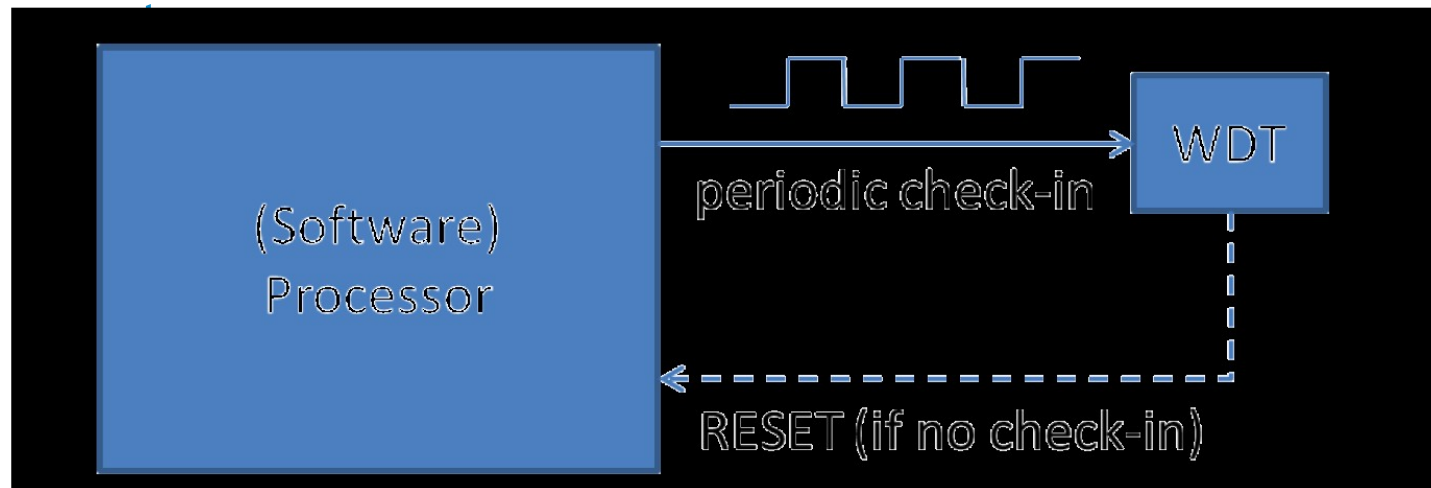 (Software)
Processor
periodic check-in
WDT
RESET (if no check-in)